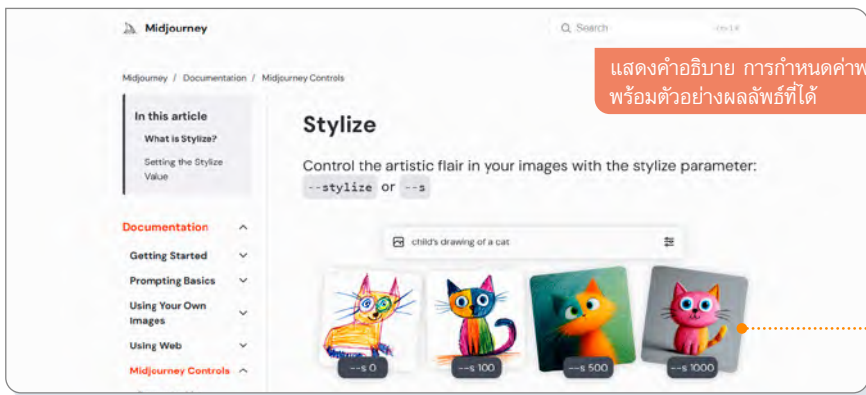 Midjourney
Search
แสดงคำอธิบาย การกำหนดค่าพ
พร้อมตัวอย่างผลลัพธ์ที่ได้
Midjourney / Documentation / Midjourney Controls
In this article
What is Stylize?
Setting the Stylize
Value
Stylize
Control the artistic flair in your images with the stylize parameter:
--stylize or --s
Documentation
Getting Started
Prompting Basics
Using Your Own
Images
Using Web
Midjourney Controls
child's drawing of a cat
--s 0
--s 100
--s 500
--s 1000